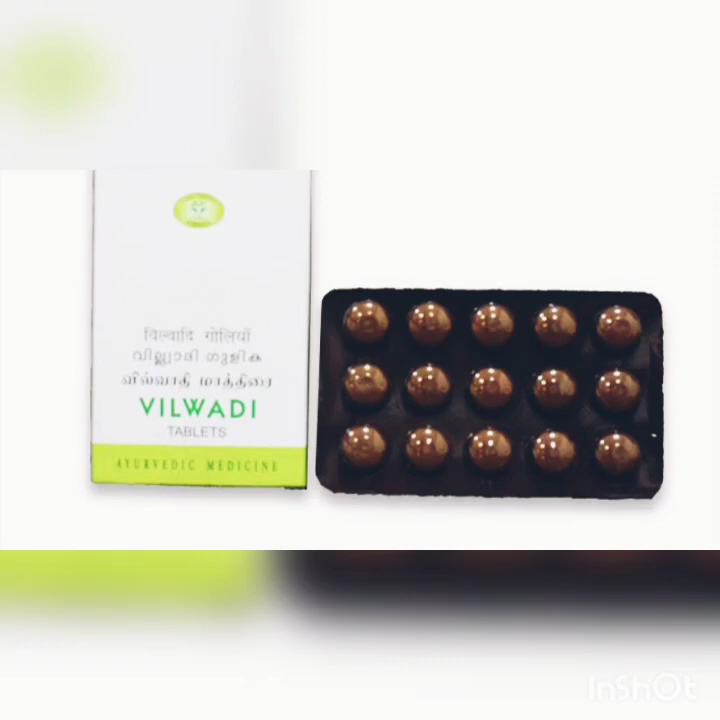 विल्वादि गोलियाँ
വില്വാദി ഗുളിക
வில்வாதி மாத்திரை
VILWADI
TABLETS
AYURVEDIC MEDICINE
InShOt